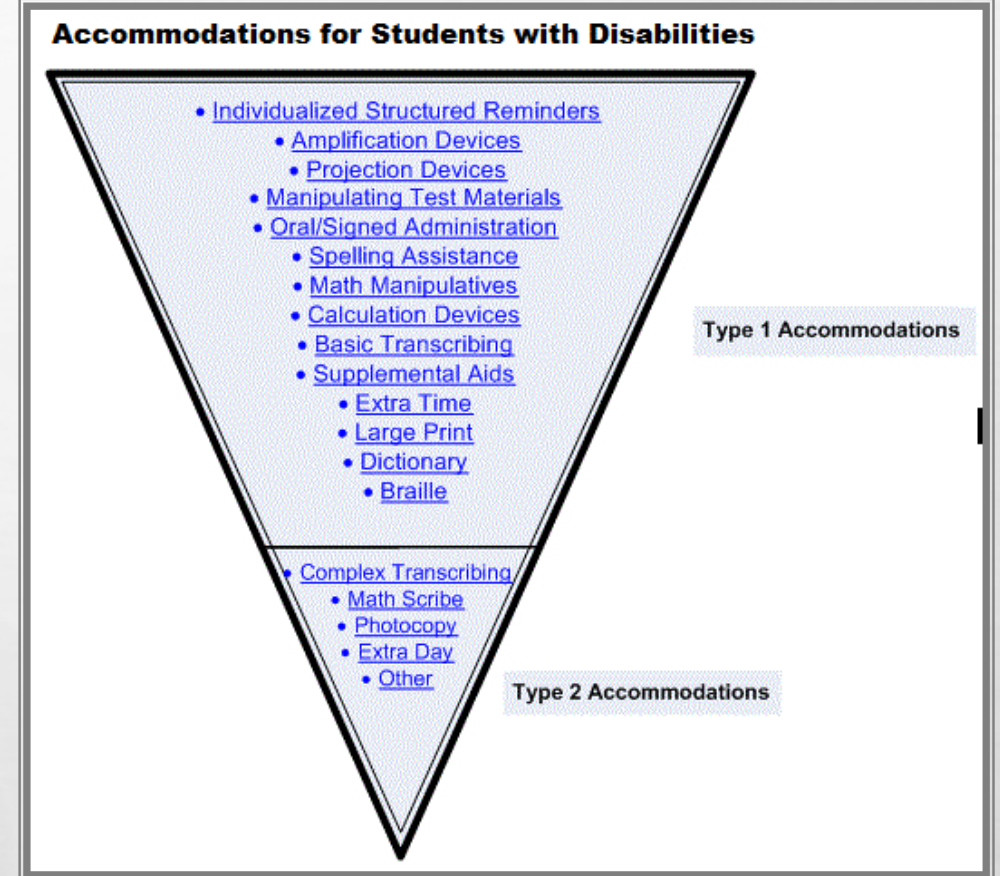 Accommodations for Students with Disabilities
• Individualized Structured Reminders
• Amplification Devices
• Projection Devices
• Manipulating Test Materials
• Oral/Signed Administration
• Spelling Assistance
• Math Manipulatives
• Calculation Devices
• Basic Transcribing
• Supplemental Aids
• Extra Time
• Large Print
• Dictionary
• Braille
Type 1 Accommodations
• Complex Transcribing
• Math Scribe
• Photocopy
• Extra Day
• Other
Type 2 Accommodations